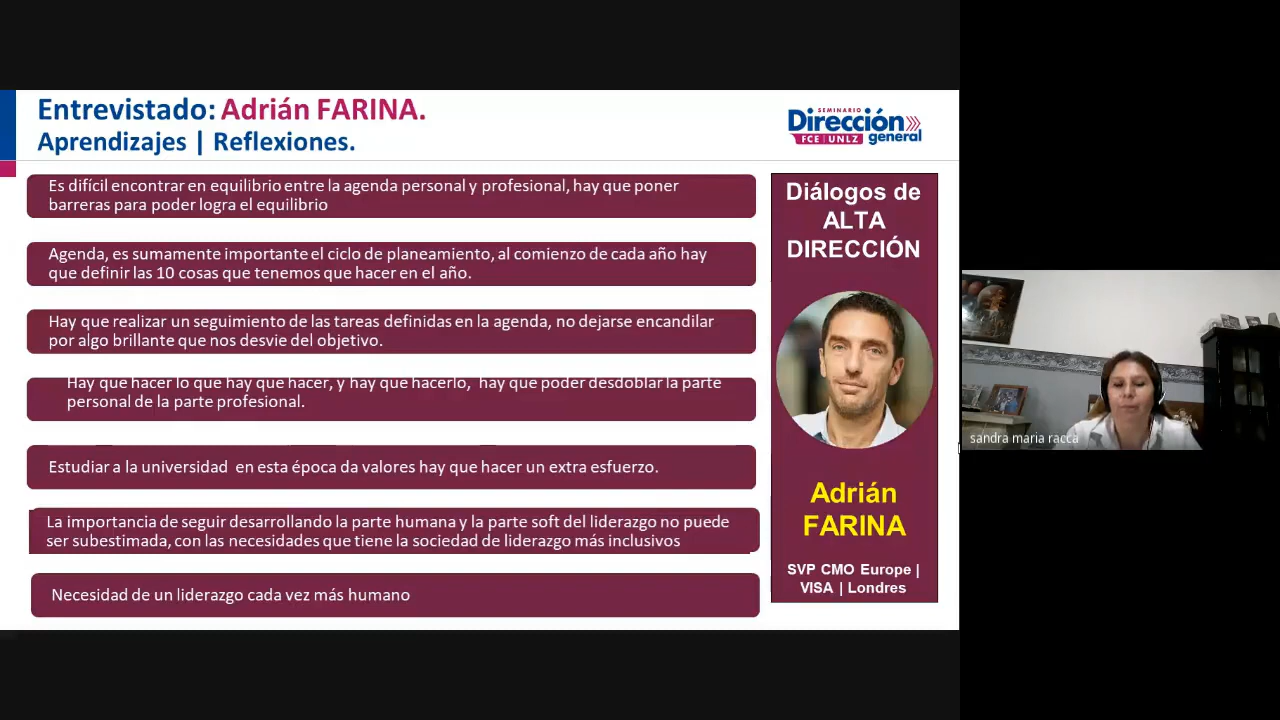 Entrevistado: Adrián FARINA.
Aprendizajes | Reflexiones.
SEMINARIO
Dirección
general
FCE | UNLZ
Es difícil encontrar en equilibrio entre la agenda personal y profesional, hay que poner
barreras para poder logra el equilibrio
Agenda, es sumamente importante el ciclo de planeamiento, al comienzo de cada año hay
que definir las 10 cosas que tenemos que hacer en el año.
Hay que realizar un seguimiento de las tareas definidas en la agenda, no dejarse encandilar
por algo brillante que nos desvie del objetivo.
Hay que hacer lo que hay que hacer, y hay que hacerlo, hay que poder desdoblar la parte
personal de la parte profesional.
Estudiar a la universidad en esta época da valores hay que hacer un extra esfuerzo.
La importancia de seguir desarrollando la parte humana y la parte soft del liderazgo no puede
ser subestimada, con las necesidades que tiene la sociedad de liderazgo más inclusivos
Necesidad de un liderazgo cada vez más humano
Diálogos de
ALTA
DIRECCIÓN
Adrián
FARINA
SVP CMO Europe |
VISA | Londres
sandra maria racca